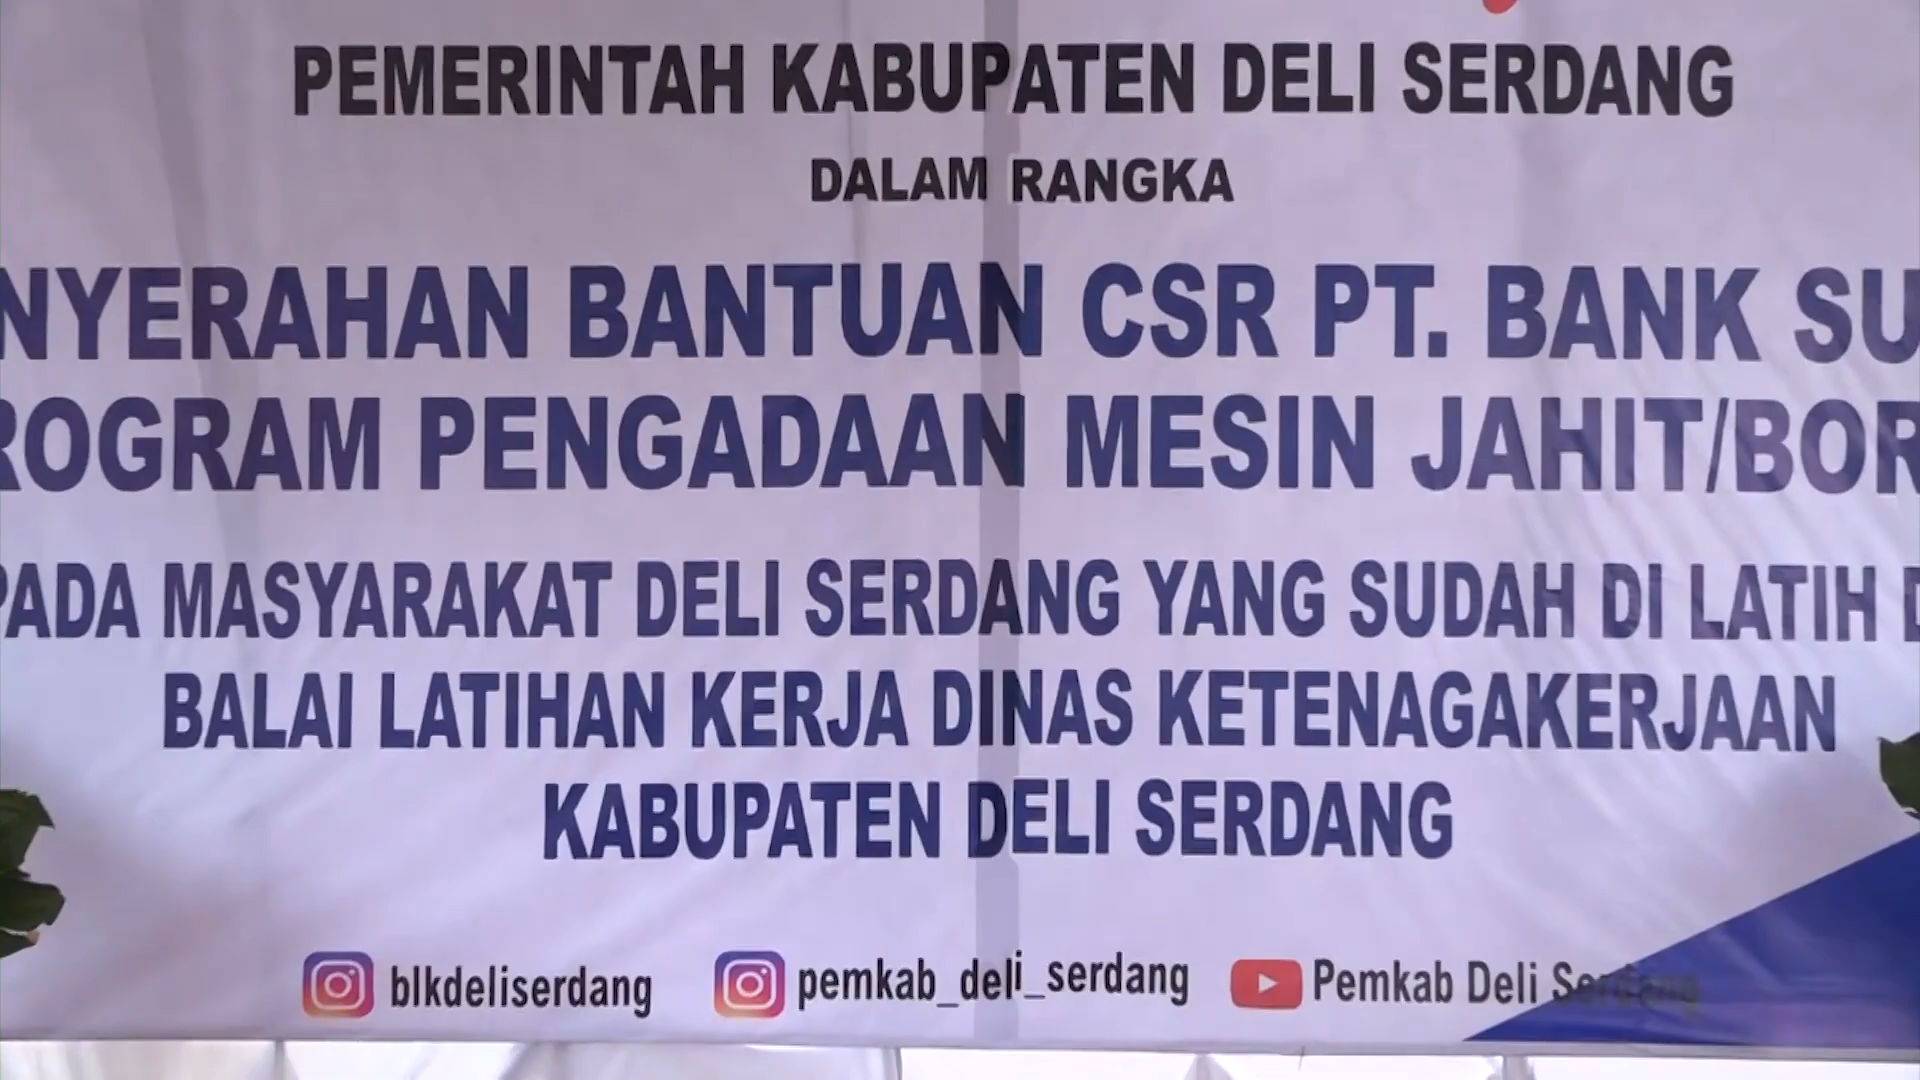 PEMERINTAH KABUPATEN DELI SERDANG
DALAM RANGKA
NYERAHAN BANTUAN CSR PT. BANK SU
ROGRAM PENGADAAN MESIN JAHIT/BOR
PADA MASYARAKAT DELI SERDANG YANG SUDAH DI LATIH D
BALAI LATIHAN KERJA DINAS KETENAGAKERJAAN
KABUPATEN DELI SERDANG
blkdeliserdang pemkab_deli_serdang Pemkab Deli Serdang